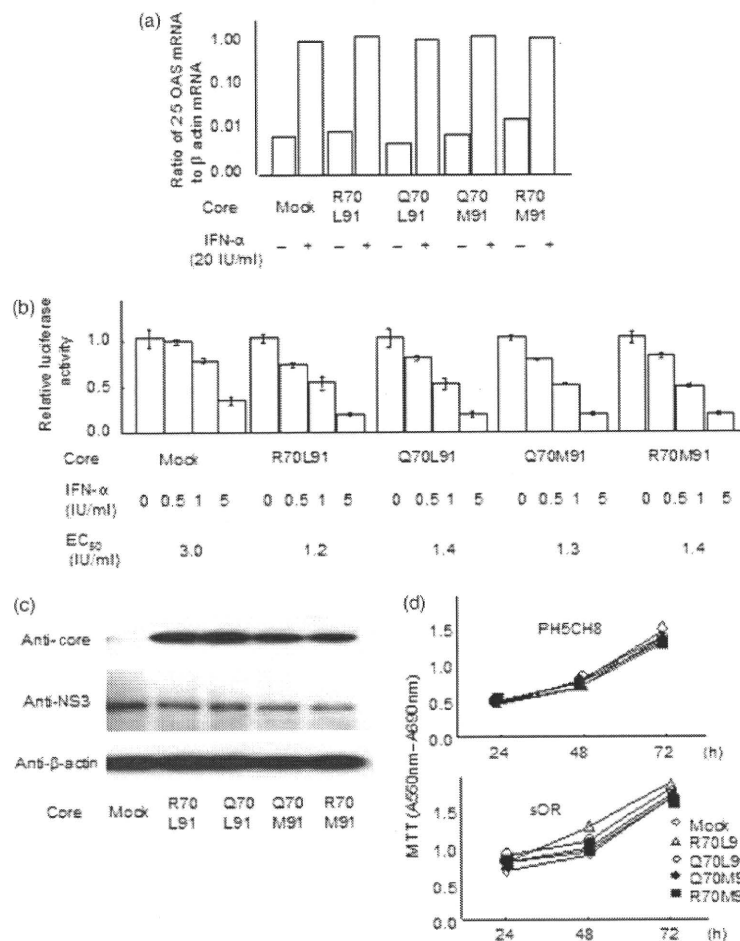 (a)
Ratio of 25 OAS mRNA
to β actin mRNA
1.00
0.10
0.01
0.00
Core Mock R70 Q70 Q70 R70
L91 L91 M91 M91
IFN-α − + − + − + − + − +
(20 IU/ml)
(b)
Relative luciferase
activity
1.0
0.5
0.0
Core Mock R70L91 Q70L91 Q70M91 R70M91
IFN-α 0 0.5 1 5 0 0.5 1 5 0 0.5 1 5 0 0.5 1 5 0 0.5 1 5
(IU/ml)
EC50 3.0 1.2 1.4 1.3 1.4
(IU/ml)
(c)
Anti-core
Anti-NS3
Anti-β-actin
Core Mock R70 Q70 Q70 R70
L91 L91 M91 M91
(d)
MTT (A550nm−A690nm)
PH5CH8
1.5
1.0
0.5
0.0
24 48 72 (h)
sOR
1.5
1.0
0.5
0.0
24 48 72 (h)
Mock
R70L9
Q70L9
Q70M9
R70M9